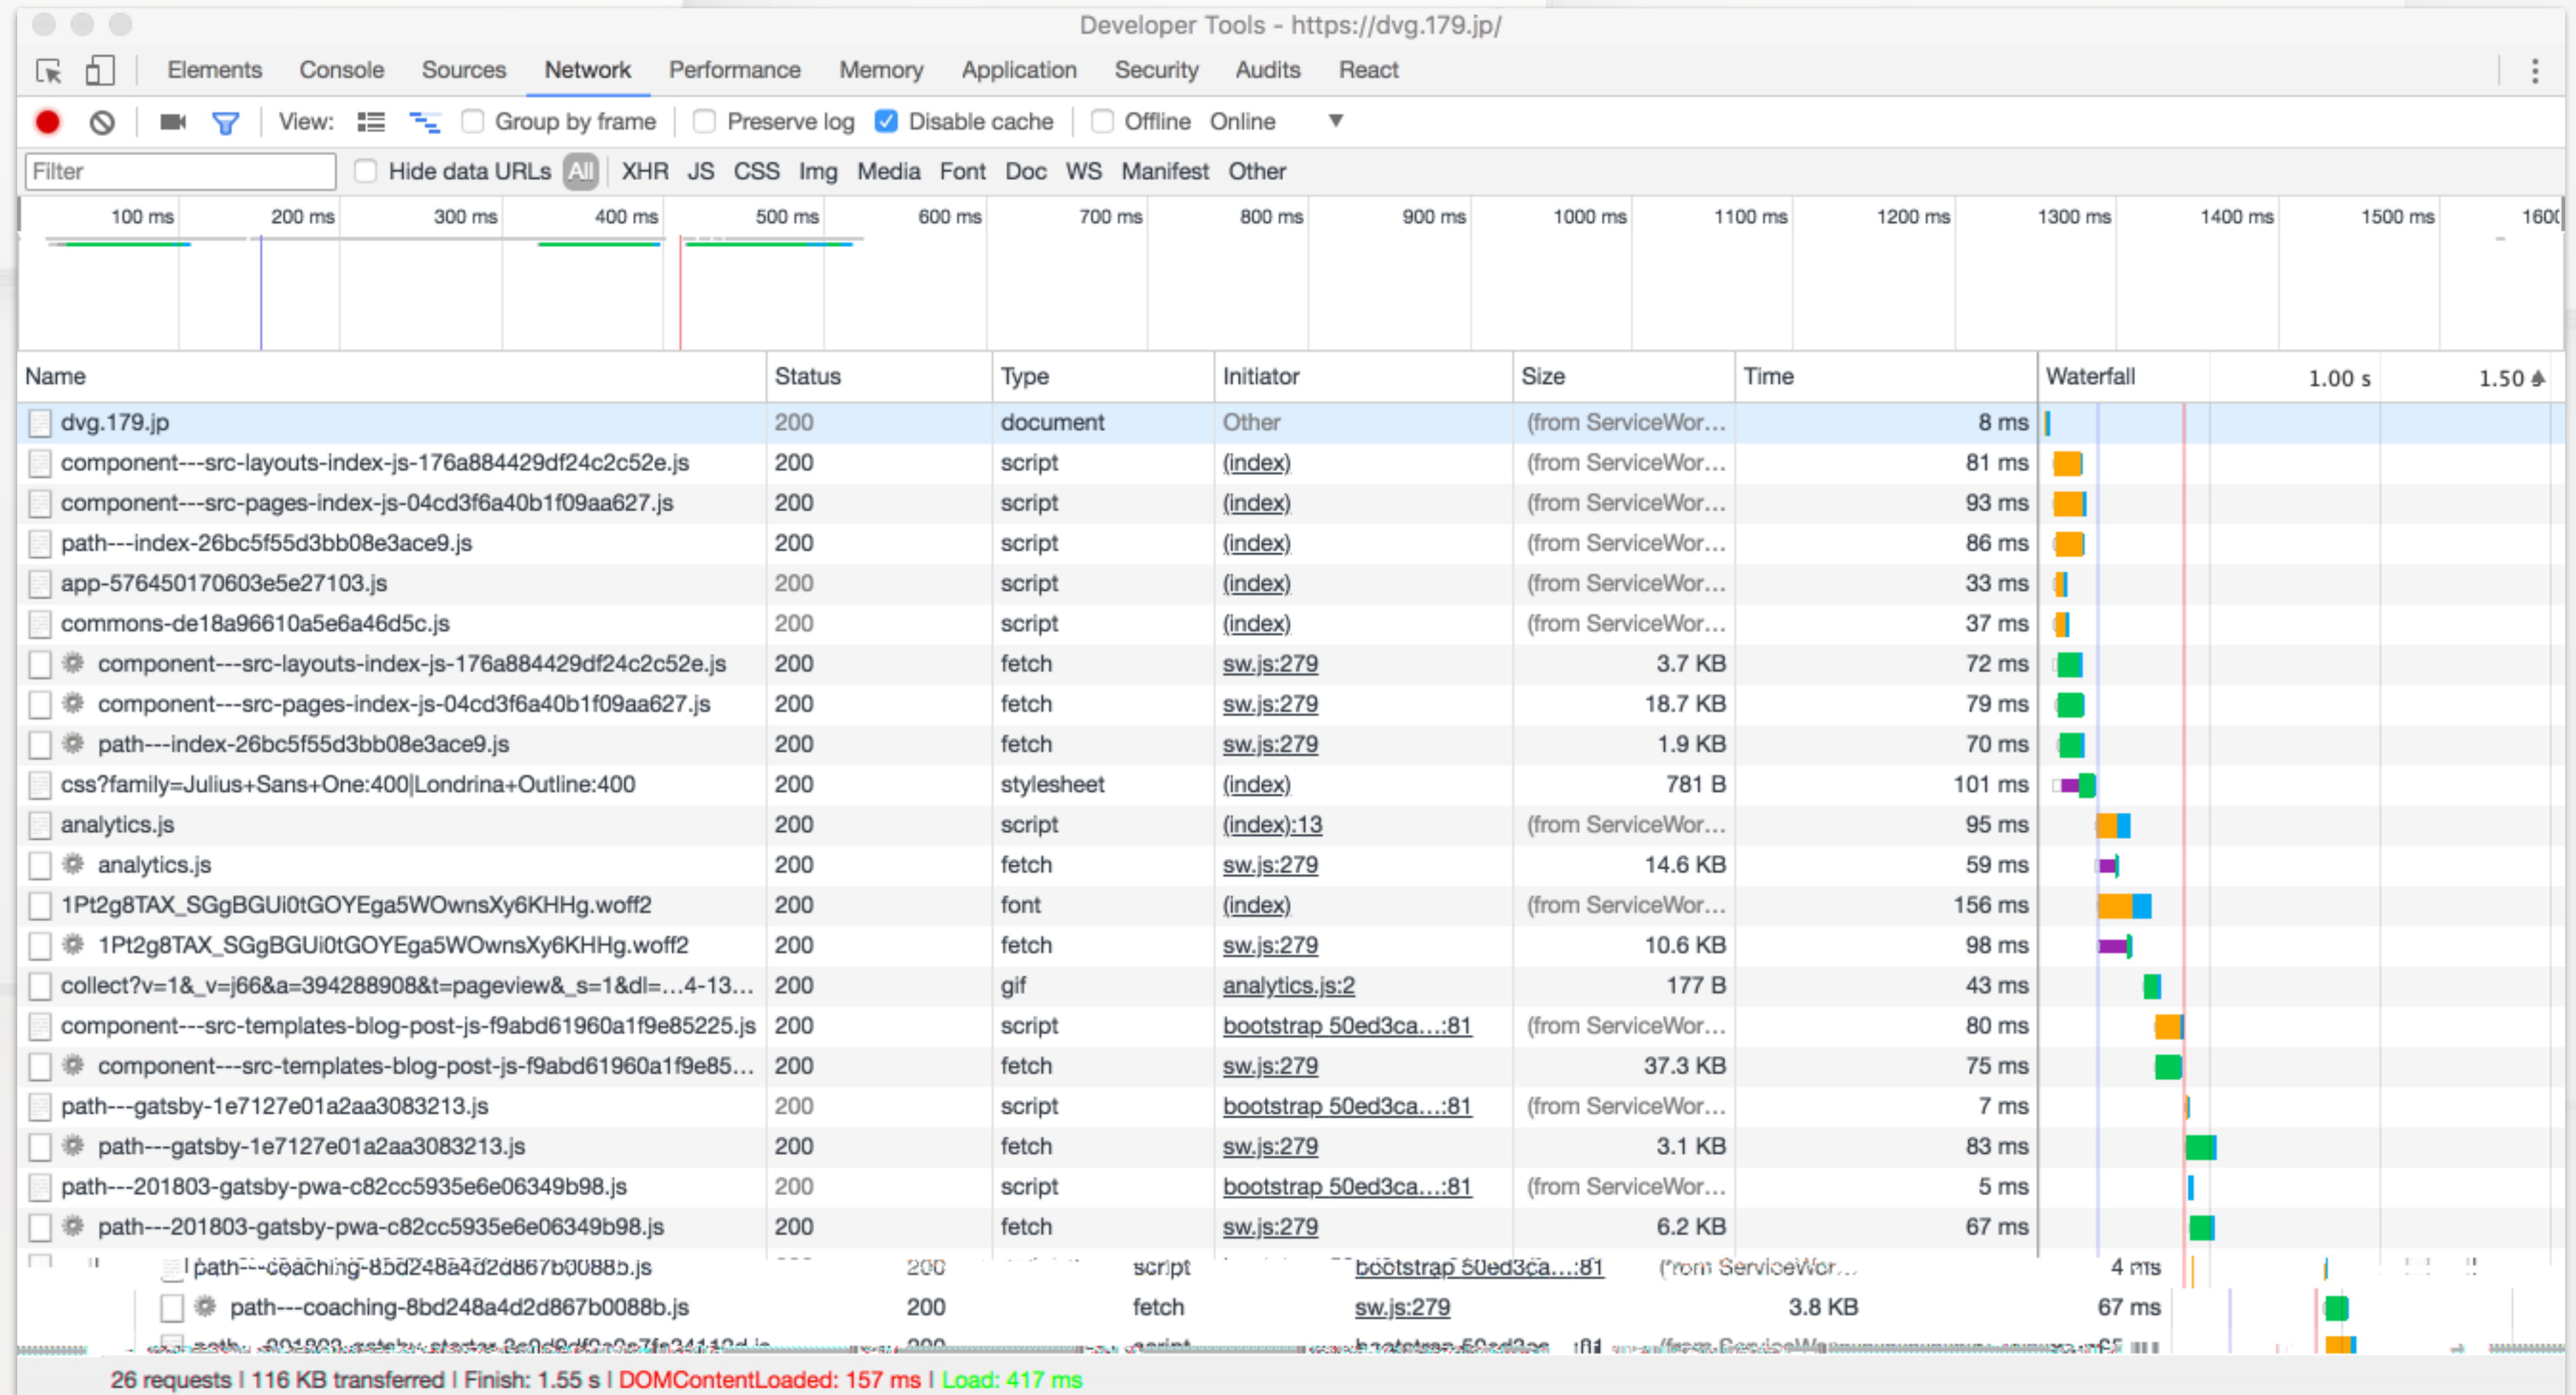 Developer Tools - https://dvg.179.jp/
Elements Console Sources Network Performance Memory Application Security Audits React
View: Group by frame Preserve log Disable cache Offline Online
Filter Hide data URLs All XHR JS CSS Img Media Font Doc WS Manifest Other
100 ms 200 ms 300 ms 400 ms 500 ms 600 ms 700 ms 800 ms 900 ms 1000 ms 1100 ms 1200 ms 1300 ms 1400 ms 1500 ms
Name Status Type Initiator Size Time Waterfall 1.00 s 1.50
dvg.179.jp 200 document Other (from ServiceWor... 8 ms
component---src-layouts-index-js-176a884429df24c2c52e.js 200 script (index) (from ServiceWor... 81 ms
component---src-pages-index-js-04cd3f6a40b1f09aa627.js 200 script (index) (from ServiceWor... 93 ms
path---index-26bc5f55d3bb08e3ace9.js 200 script (index) (from ServiceWor... 86 ms
app-576450170603e5e27103.js 200 script (index) (from ServiceWor... 33 ms
commons-de18a96610a5e6a46d5c.js 200 script (index) (from ServiceWor... 37 ms
component---src-layouts-index-js-176a884429df24c2c52e.js 200 fetch sw.js:279 3.7 KB 72 ms
component---src-pages-index-js-04cd3f6a40b1f09aa627.js 200 fetch sw.js:279 18.7 KB 79 ms
path---index-26bc5f55d3bb08e3ace9.js 200 fetch sw.js:279 1.9 KB 70 ms
css?family=Julius+Sans+One:400|Londrina+Outline:400 200 stylesheet (index) 781 B 101 ms
analytics.js 200 script (index):13 (from ServiceWor... 95 ms
analytics.js 200 fetch sw.js:279 14.6 KB 59 ms
1Pt2g8TAX_SGgBGUi0tGOYEga5WOwnsXy6KHHg.woff2 200 font (index) (from ServiceWor... 156 ms
1Pt2g8TAX_SGgBGUi0tGOYEga5WOwnsXy6KHHg.woff2 200 fetch sw.js:279 10.6 KB 98 ms
collect?v=1&_v=j66&a=394288908&t=pageview&_s=1&dl=...4-13... 200 gif analytics.js:2 177 B 43 ms
component---src-templates-blog-post-js-f9abd61960a1f9e85225.js 200 script bootstrap 50ed3ca...:81 (from ServiceWor... 80 ms
component---src-templates-blog-post-js-f9abd61960a1f9e85... 200 fetch sw.js:279 37.3 KB 75 ms
path---gatsby-1e7127e01a2aa3083213.js 200 script bootstrap 50ed3ca...:81 (from ServiceWor... 7 ms
path---gatsby-1e7127e01a2aa3083213.js 200 fetch sw.js:279 3.1 KB 83 ms
path---201803-gatsby-pwa-c82cc5935e6e06349b98.js 200 script bootstrap 50ed3ca...:81 (from ServiceWor... 5 ms
path---201803-gatsby-pwa-c82cc5935e6e06349b98.js 200 fetch sw.js:279 6.2 KB 67 ms
path---coaching-8bd248a4d2d867b0088b.js 200 script bootstrap 50ed3ca...:81 (from ServiceWor... 4 ms
path---coaching-8bd248a4d2d867b0088b.js 200 fetch sw.js:279 3.8 KB 67 ms
26 requests | 116 KB transferred | Finish: 1.55 s | DOMContentLoaded: 157 ms | Load: 417 ms